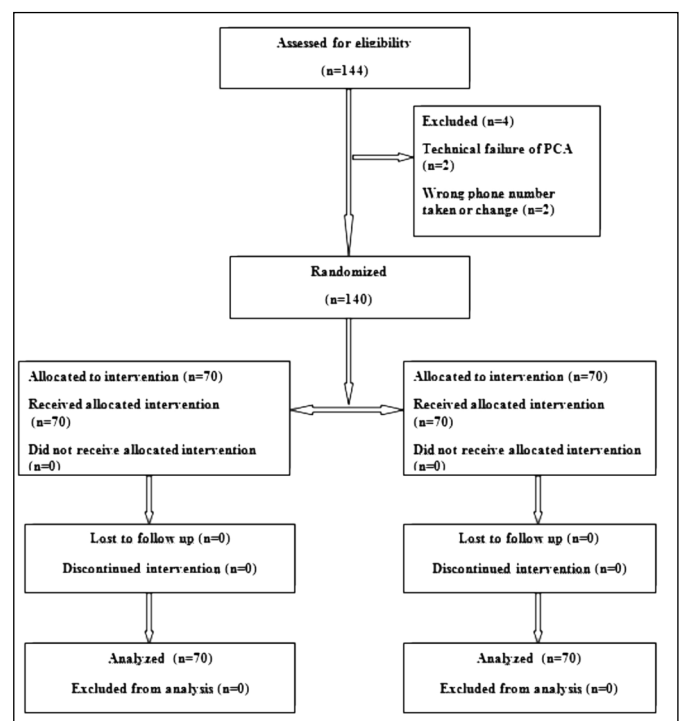 Assessed for eligibility
(n=144)
Excluded (n=4)
Technical failure of PCA
(n=2)
Wrong phone number
taken or change (n=2)
Randomized
(n=140)
Allocated to intervention (n=70)
Received allocated intervention
(n=70)
Did not receive allocated intervention
(n=0)
Allocated to intervention (n=70)
Received allocated intervention
(n=70)
Did not receive allocated intervention
(n=0)
Lost to follow up (n=0)
Discontinued intervention (n=0)
Lost to follow up (n=0)
Discontinued intervention (n=0)
Analyzed (n=70)
Excluded from analysis (n=0)
Analyzed (n=70)
Excluded from analysis (n=0)